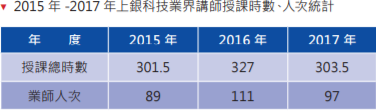 ▼ 2015 年 -2017 年上銀科技業界講師授課時數、人次統計
年 度 2015 年 2016 年 2017 年
授課總時數 301.5 327 303.5
業師人次 89 111 97